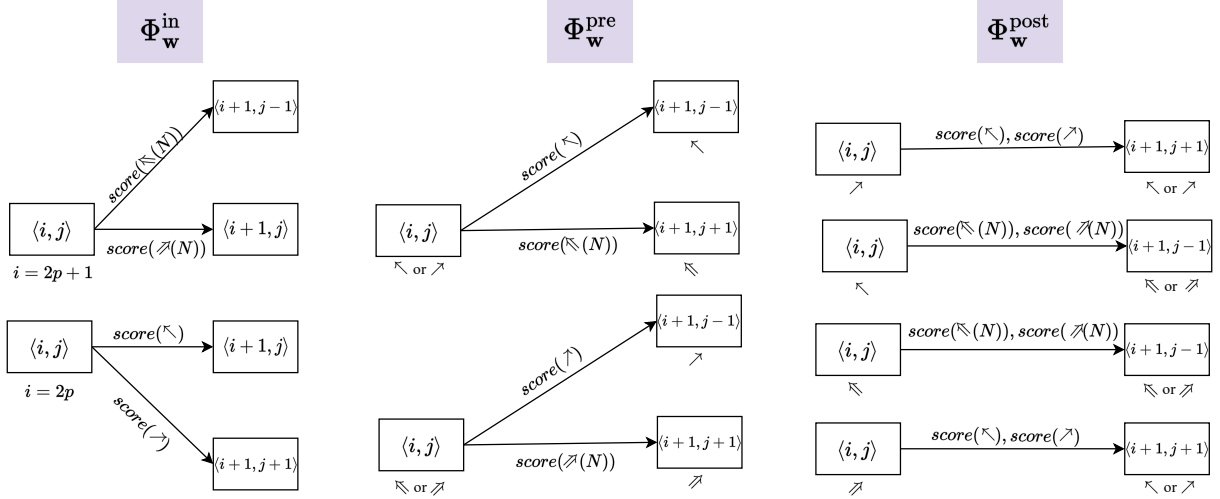 Φ_w^in
⟨i+1, j−1⟩
score(⇖(N))
⟨i, j⟩
⟨i+1, j⟩
score(⇗(N))
i = 2p + 1
⟨i, j⟩
score(↖)
⟨i+1, j⟩
i = 2p
score(↗)
⟨i+1, j+1⟩
Φ_w^pre
⟨i+1, j−1⟩
↖
score(↖)
⟨i, j⟩
↖ or ↗
⟨i+1, j+1⟩
score(⇖(N))
⇖
⟨i+1, j−1⟩
↗
score(↗)
⟨i, j⟩
⇖ or ⇗
⟨i+1, j+1⟩
score(⇗(N))
⇗
Φ_w^post
score(↖), score(↗)
⟨i, j⟩
⟨i+1, j+1⟩
↗
↖ or ↗
score(⇖(N)), score(⇗(N))
⟨i, j⟩
⟨i+1, j−1⟩
↖
⇖ or ⇗
score(⇖(N)), score(⇗(N))
⟨i, j⟩
⟨i+1, j−1⟩
⇖
⇖ or ⇗
score(↖), score(↗)
⟨i, j⟩
⟨i+1, j+1⟩
⇗
↖ or ↗